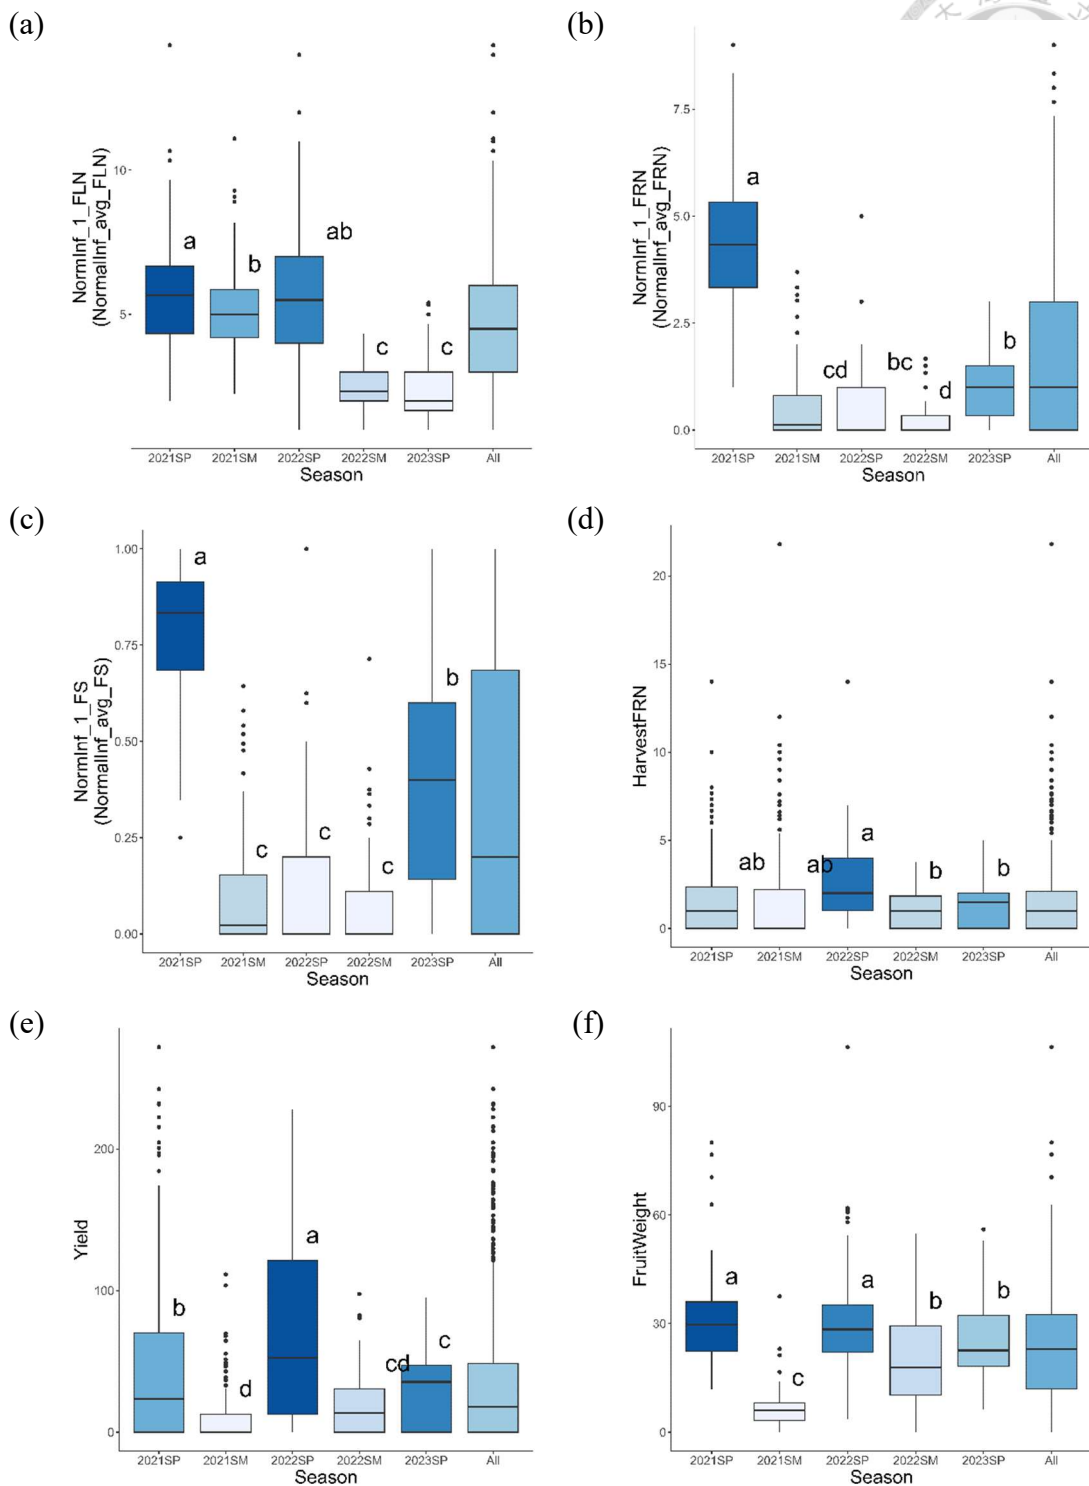 (a)
NormInf_1_FLN
(NormalInf_avg_FLN)
10
5
a
b
ab
c
c
2021SP 2021SM 2022SP 2022SM 2023SP All
Season
(b)
NormInf_1_FRN
(NormalInf_avg_FRN)
7.5
5.0
2.5
0.0
a
cd
bc
d
b
2021SP 2021SM 2022SP 2022SM 2023SP All
Season
(c)
NormInf_1_FS
(NormalInf_avg_FS)
1.00
0.75
0.50
0.25
0.00
a
c
c
c
b
2021SP 2021SM 2022SP 2022SM 2023SP All
Season
(d)
HarvestFRN
20
15
10
5
0
ab
ab
a
b
b
2021SP 2021SM 2022SP 2022SM 2023SP All
Season
(e)
Yield
200
100
0
b
d
a
cd
c
2021SP 2021SM 2022SP 2022SM 2023SP All
Season
(f)
FruitWeight
90
60
30
0
a
c
a
b
b
2021SP 2021SM 2022SP 2022SM 2023SP All
Season